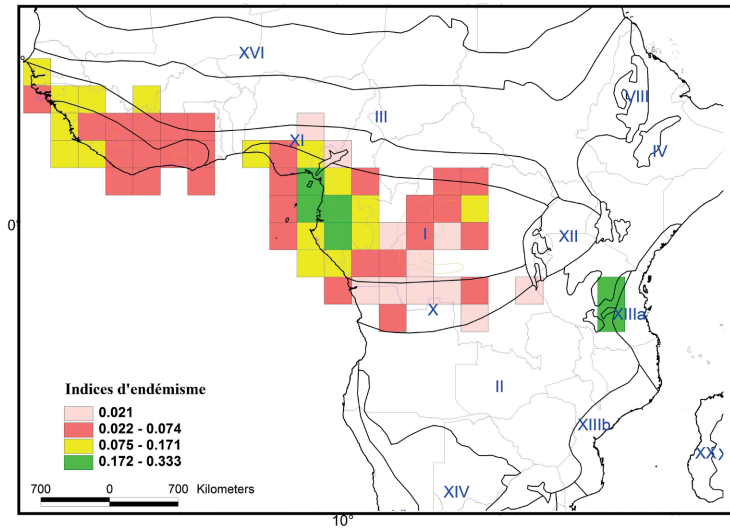 XVI
VIII
III
XI
IV
0°
I
XII
X
XIIIa
II
Indices d'endémisme
0.021
0.022 - 0.074
0.075 - 0.171
0.172 - 0.333
XIIIb
XX
XIV
700 0 700 Kilometers
10°